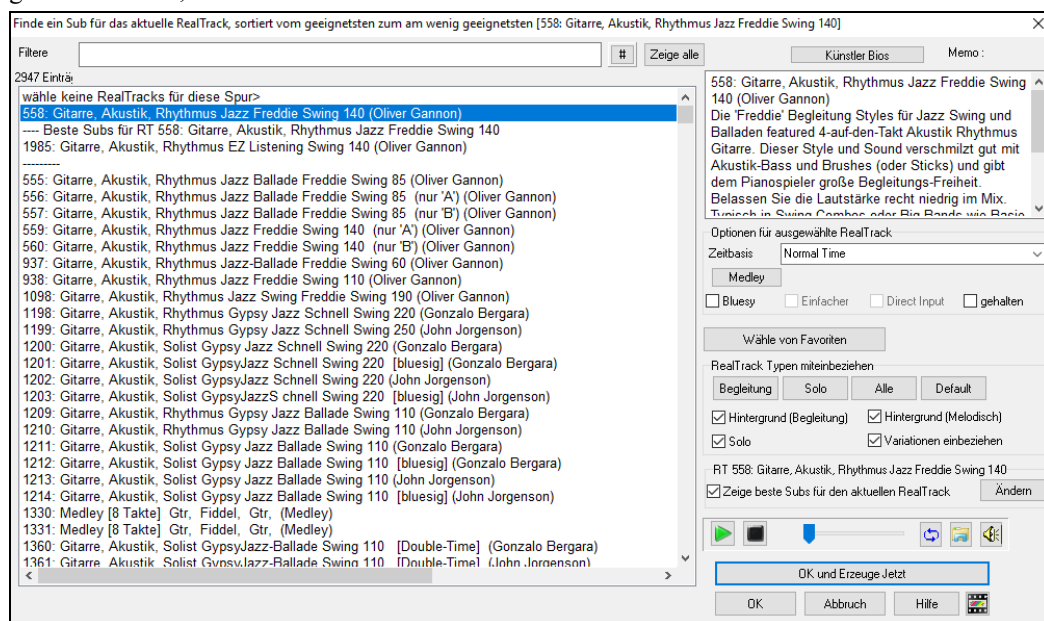 Finde ein Sub für das aktuelle RealTrack, sortiert vom geeignetsten zum am wenig geeignetsten [558: Gitarre, Akustik, Rhythmus Jazz Freddie Swing 140]
Filtere
#
Zeige alle
Künstler Bios
Memo :
2947 Einträ
wähle keine RealTracks für diese Spur>
558: Gitarre, Akustik, Rhythmus Jazz Freddie Swing 140 (Oliver Gannon)
---- Beste Subs für RT 558: Gitarre, Akustik, Rhythmus Jazz Freddie Swing 140
1985: Gitarre, Akustik, Rhythmus EZ Listening Swing 140 (Oliver Gannon)
---------
555: Gitarre, Akustik, Rhythmus Jazz Ballade Freddie Swing 85 (Oliver Gannon)
556: Gitarre, Akustik, Rhythmus Jazz Ballade Freddie Swing 85 (nur 'A') (Oliver Gannon)
557: Gitarre, Akustik, Rhythmus Jazz Ballade Freddie Swing 85 (nur 'B') (Oliver Gannon)
559: Gitarre, Akustik, Rhythmus Jazz Freddie Swing 140 (nur 'A') (Oliver Gannon)
560: Gitarre, Akustik, Rhythmus Jazz Freddie Swing 140 (nur 'B') (Oliver Gannon)
937: Gitarre, Akustik, Rhythmus Jazz-Ballade Freddie Swing 60 (Oliver Gannon)
938: Gitarre, Akustik, Rhythmus Jazz Freddie Swing 110 (Oliver Gannon)
1098: Gitarre, Akustik, Rhythmus Jazz Swing Freddie Swing 190 (Oliver Gannon)
1198: Gitarre, Akustik, Rhythmus Gypsy Jazz Schnell Swing 220 (Gonzalo Bergara)
1199: Gitarre, Akustik, Rhythmus Gypsy Jazz Schnell Swing 250 (John Jorgenson)
1200: Gitarre, Akustik, Solist GypsyJazz Schnell Swing 220 (Gonzalo Bergara)
1201: Gitarre, Akustik, Solist GypsyJazz Schnell Swing 220 [bluesig] (Gonzalo Bergara)
1202: Gitarre, Akustik, Solist GypsyJazz Schnell Swing 220 (John Jorgenson)
1203: Gitarre, Akustik, Solist GypsyJazzS chnell Swing 220 [bluesig] (John Jorgenson)
1209: Gitarre, Akustik, Rhythmus Gypsy Jazz Ballade Swing 110 (Gonzalo Bergara)
1210: Gitarre, Akustik, Rhythmus Gypsy Jazz Ballade Swing 110 (John Jorgenson)
1211: Gitarre, Akustik, Solist Gypsy Jazz Ballade Swing 110 (Gonzalo Bergara)
1212: Gitarre, Akustik, Solist Gypsy Jazz Ballade Swing 110 [bluesig] (Gonzalo Bergara)
1213: Gitarre, Akustik, Solist Gypsy Jazz Ballade Swing 110 (John Jorgenson)
1214: Gitarre, Akustik, Solist Gypsy Jazz Ballade Swing 110 [bluesig] (John Jorgenson)
1330: Medley [8 Takte] Gtr, Fiddel, Gtr, (Medley)
1331: Medley [8 Takte] Gtr, Fiddel, Gtr, (Medley)
1360: Gitarre, Akustik, Solist GypsyJazz-Ballade Swing 110 [Double-Time] (Gonzalo Bergara)
1361: Gitarre, Akustik, Solist GypsyJazz-Ballade Swing 110 [Double-Time] (John Jorgenson)
558: Gitarre, Akustik, Rhythmus Jazz Freddie Swing
140 (Oliver Gannon)
Die 'Freddie' Begleitung Styles für Jazz Swing und
Balladen featured 4-auf-den-Takt Akustik Rhythmus
Gitarre. Dieser Style und Sound verschmilzt gut mit
Akustik-Bass und Brushes (oder Sticks) und gibt
dem Pianospieler große Begleitungs-Freiheit.
Belassen Sie die Lautstärke recht niedrig im Mix.
Typisch in Swing Combos oder Big Bands wie Basie
Optionen für ausgewählte RealTrack
Zeitbasis
Normal Time
Medley
Bluesy
Einfacher
Direct Input
gehalten
Wähle von Favoriten
RealTrack Typen miteinbeziehen
Begleitung
Solo
Alle
Default
Hintergrund (Begleitung)
Hintergrund (Melodisch)
Solo
Variationen einbeziehen
RT 558: Gitarre, Akustik, Rhythmus Jazz Freddie Swing 140
Zeige beste Subs für den aktuellen RealTrack
Ändern
OK und Erzeuge Jetzt
OK
Abbruch
Hilfe